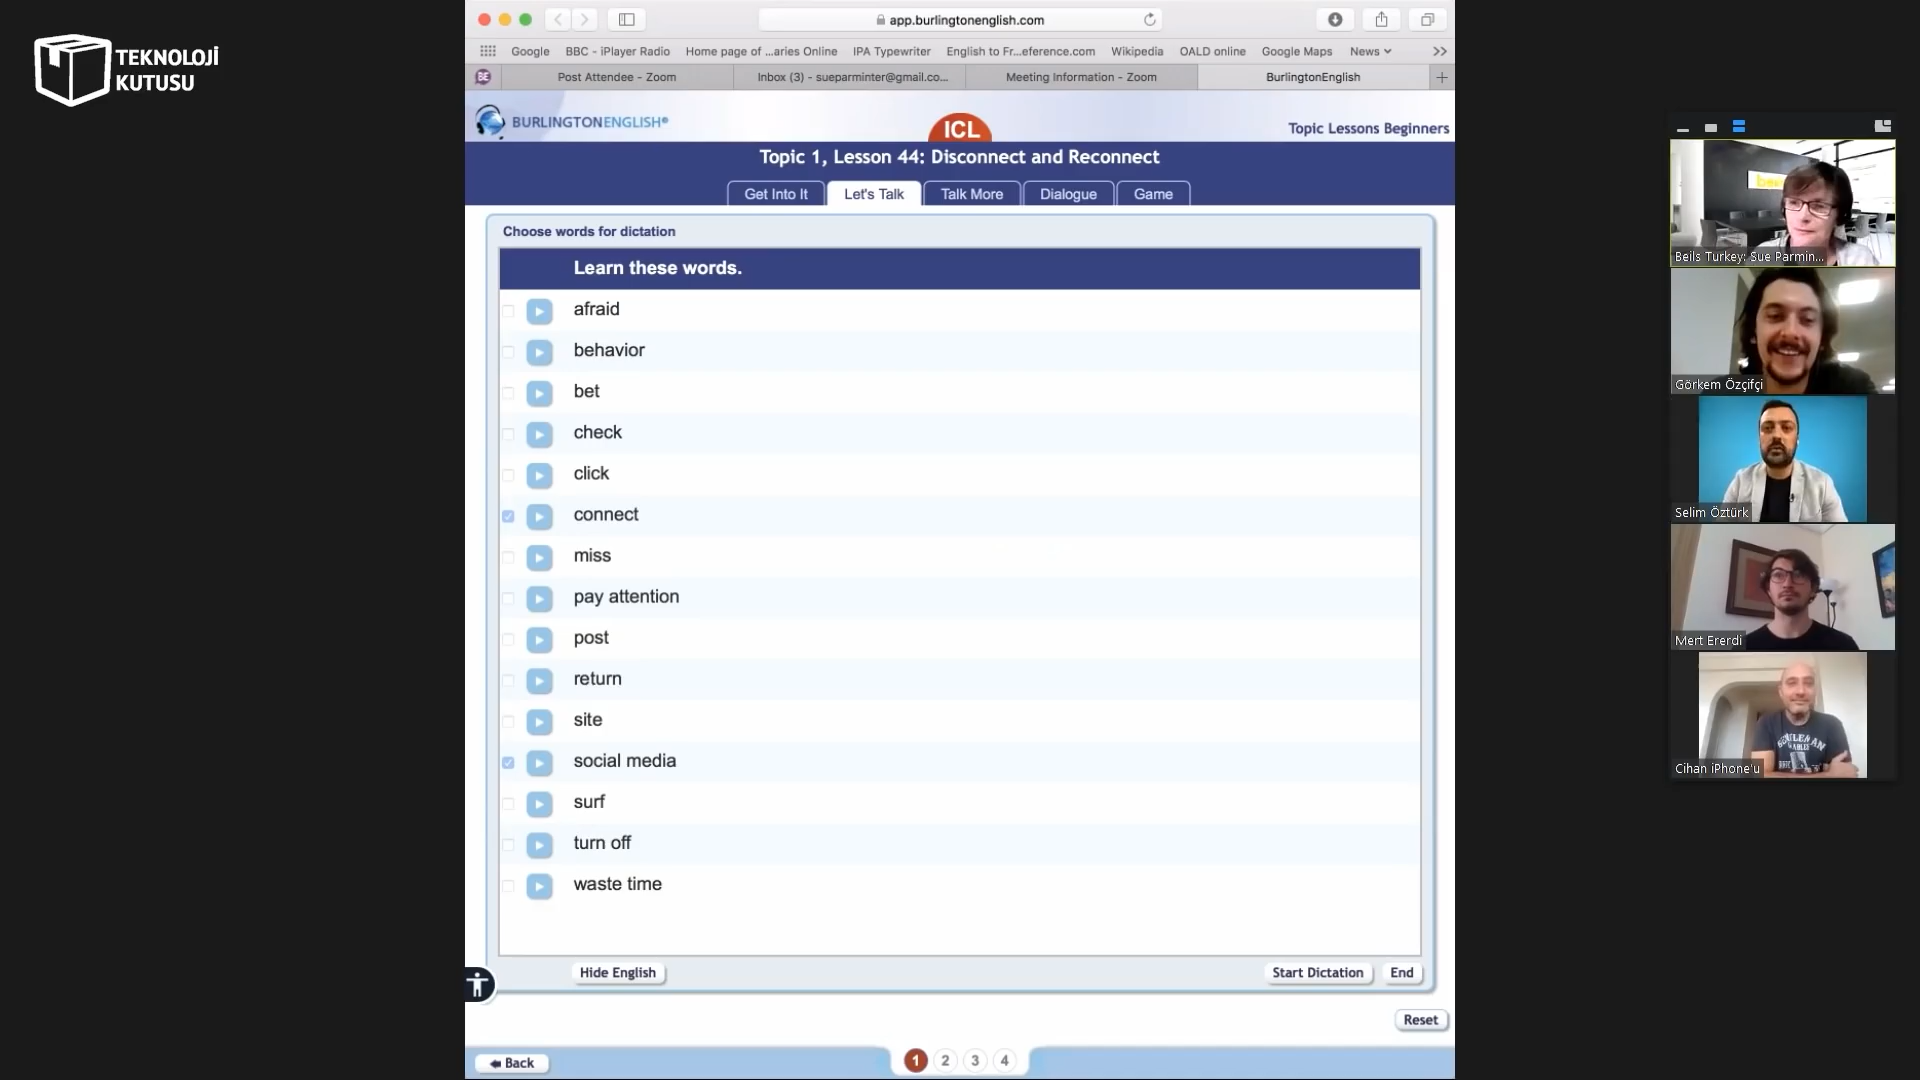 TEKNOLOJİ
KUTUSU
app.burlingtonenglish.com
Google BBC - iPlayer Radio Home page of ...aries Online IPA Typewriter English to Fr...eference.com Wikipedia OALD online Google Maps News
BE Post Attendee - Zoom Inbox (3) - sueparminter@gmail.co... Meeting Information - Zoom BurlingtonEnglish
BURLINGTONENGLISH®
ICL
Topic Lessons Beginners
Topic 1, Lesson 44: Disconnect and Reconnect
Get Into It Let's Talk Talk More Dialogue Game
Choose words for dictation
Learn these words.
afraid
behavior
bet
check
click
connect
miss
pay attention
post
return
site
social media
surf
turn off
waste time
Hide English Start Dictation End
Reset
Back 1 2 3 4
Beils Turkey: Sue Parmin...
Görkem Özçifçi
Selim Öztürk
Mert Ererdi
Cihan iPhone'u